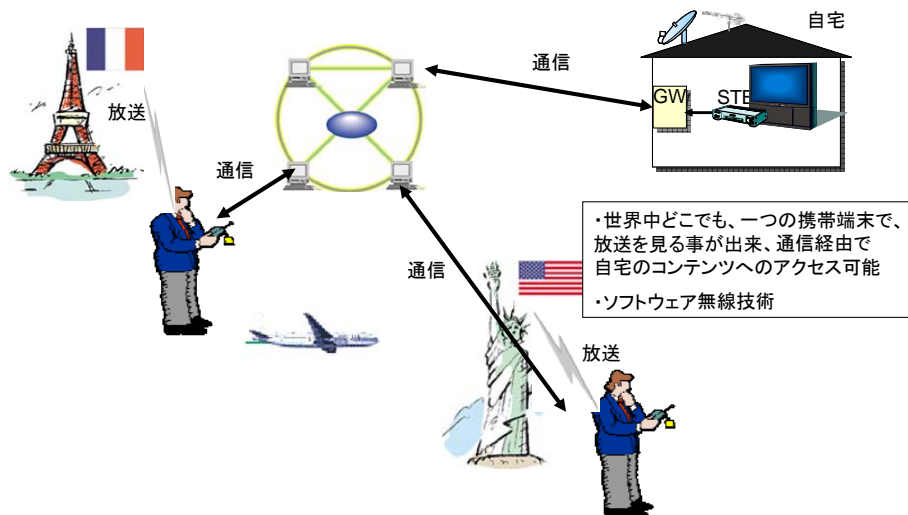 自宅
通信
放送
GW
STB
通信
・世界中どこでも、一つの携帯端末で、
放送を見る事が出来、通信経由で
自宅のコンテンツへのアクセス可能
・ソフトウェア無線技術
通信
放送